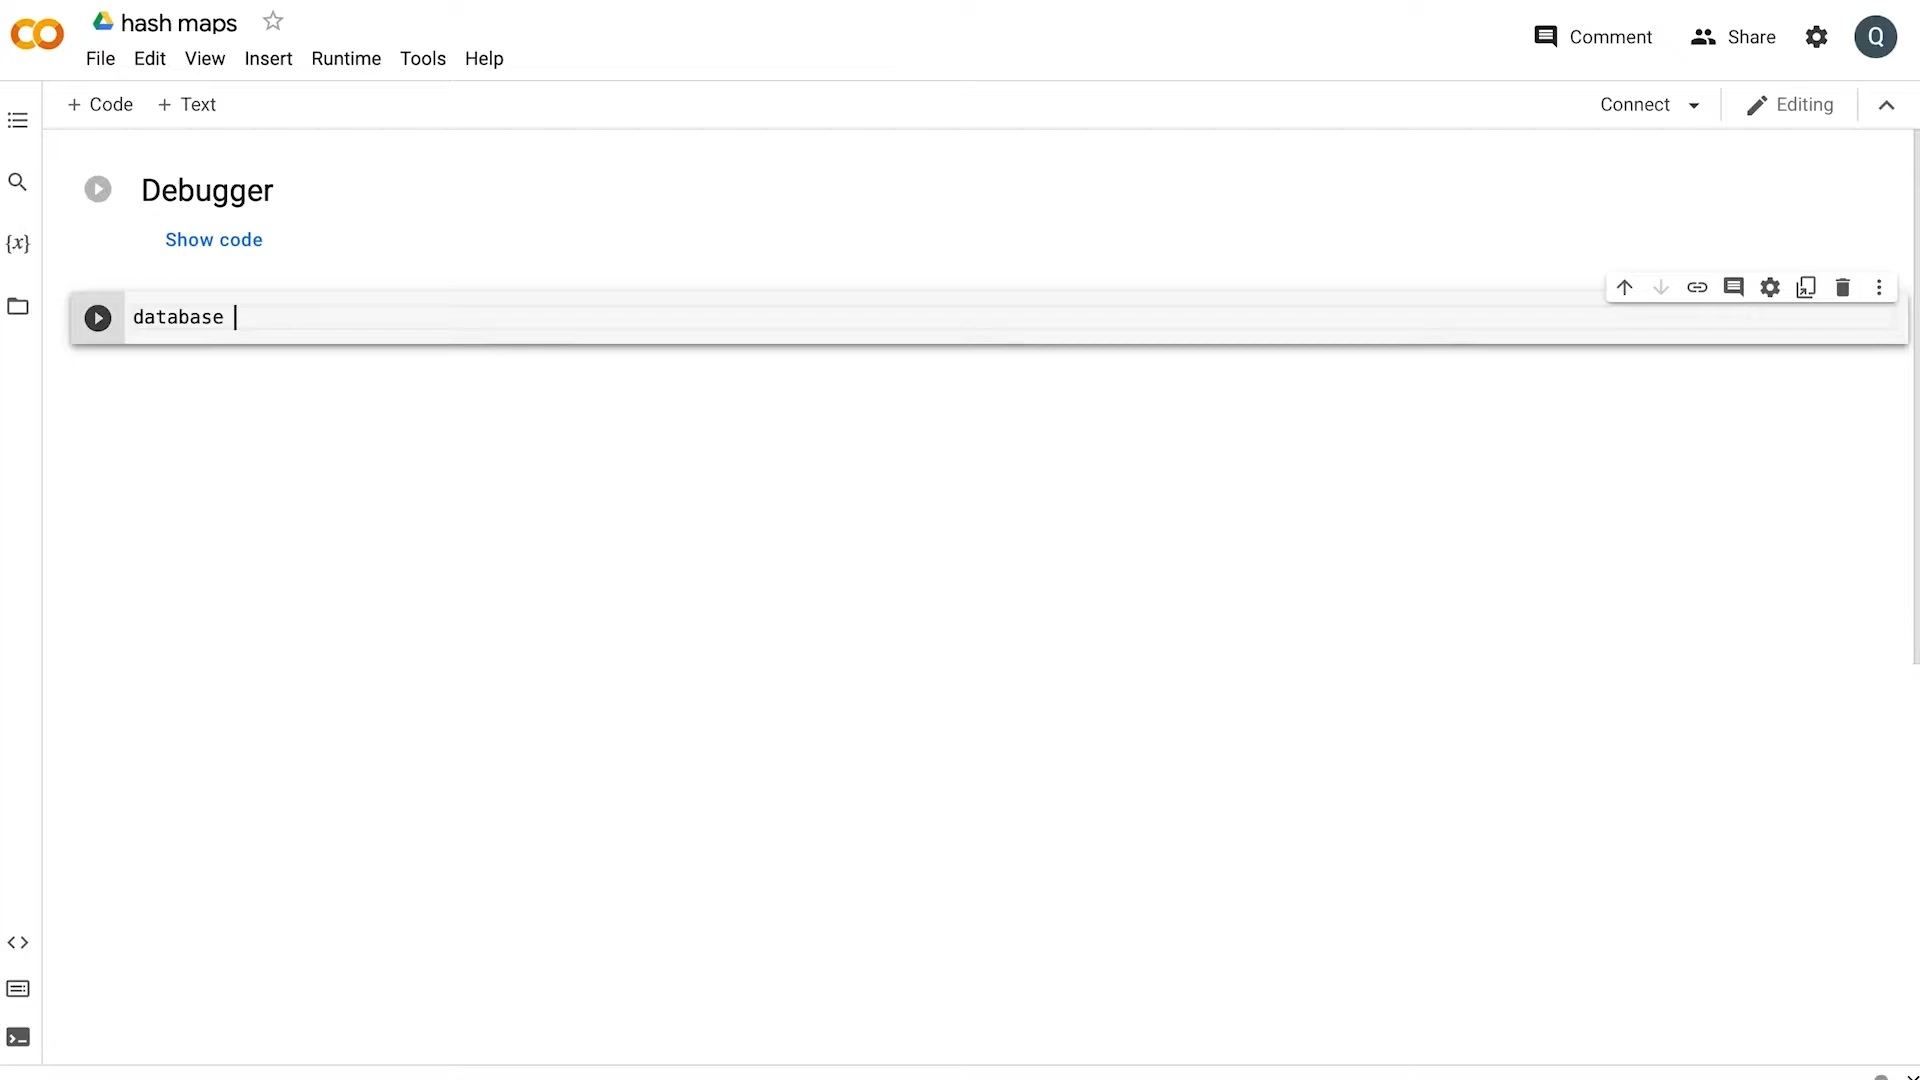 hash maps
File Edit View Insert Runtime Tools Help
Comment
Share
Q
+ Code + Text
Connect
Editing
{x}
Debugger
Show code
database